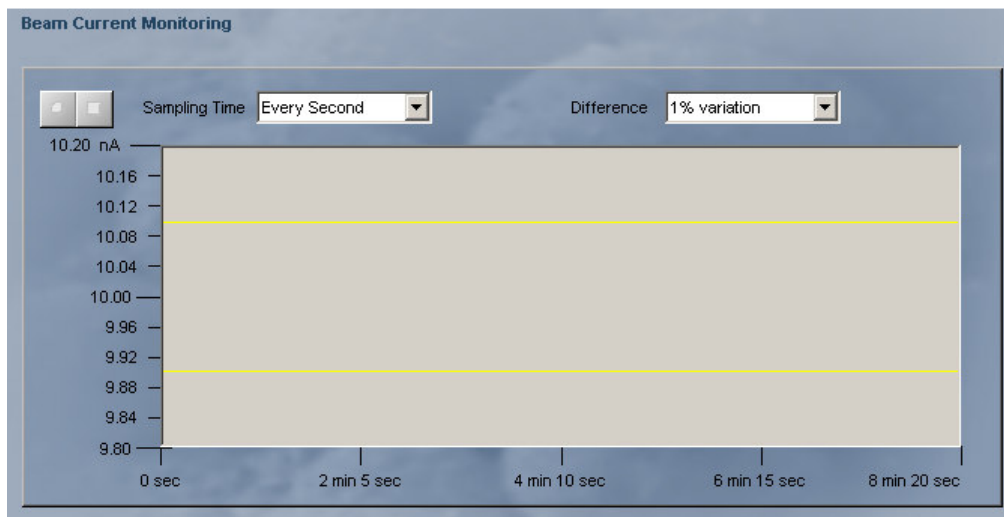 Beam Current Monitoring
Sampling Time Every Second Difference 1% variation
10.20 nA
10.16
10.12
10.08
10.04
10.00
9.96
9.92
9.88
9.84
9.80
0 sec 2 min 5 sec 4 min 10 sec 6 min 15 sec 8 min 20 sec